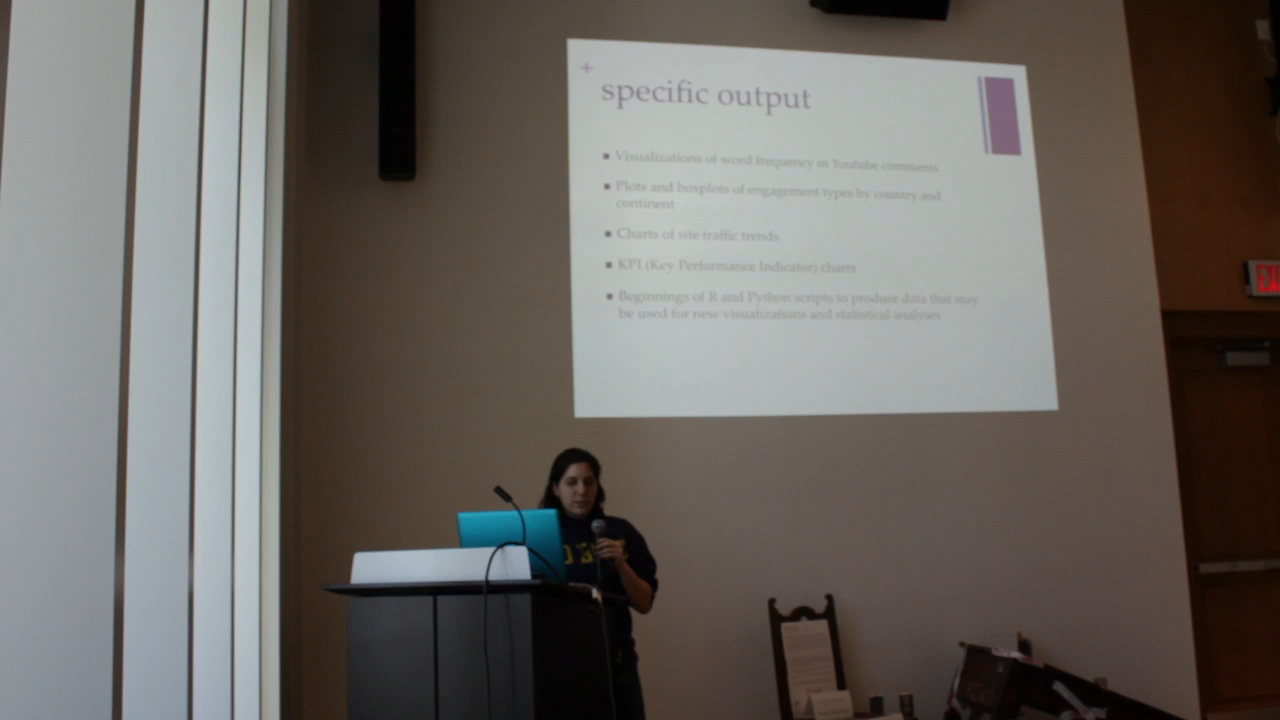 +
specific output
▪ Visualizations of word frequency in Youtube comments
▪ Plots and boxplots of engagement types by country and
continent
▪ Charts of site traffic trends
▪ KPI (Key Performance Indicator) charts
▪ Beginnings of R and Python scripts to produce data that may
be used for new visualizations and statistical analyses